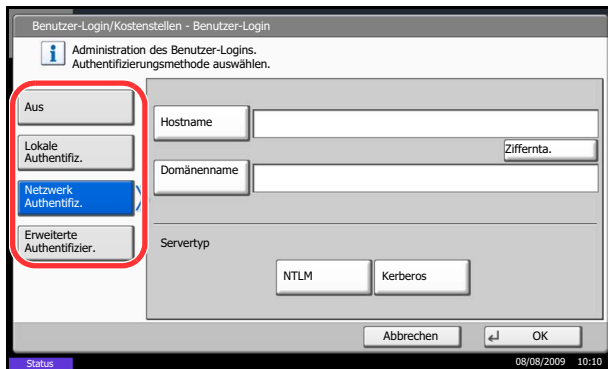 Benutzer-Login/Kostenstellen - Benutzer-Login
Administration des Benutzer-Logins.
Authentifizierungsmethode auswählen.
Aus
Lokale
Authentifiz.
Netzwerk
Authentifiz.
Erweiterte
Authentifizier.
Hostname
Ziffernta.
Domänenname
Servertyp
NTLM
Kerberos
Abbrechen
OK
Status
08/08/2009 10:10